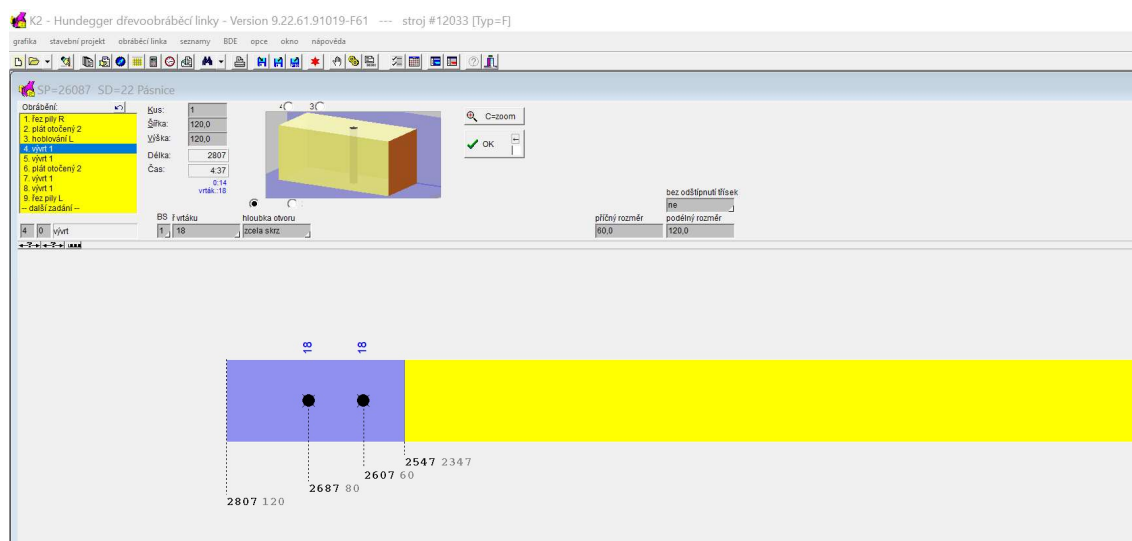 K2 - Hundegger dřevoobráběcí linky - Version 9.22.61.91019-F61 --- stroj #12033 [Typ=F]
grafika stavební projekt obráběcí linka seznamy BDE opce okno nápověda
SP=26087 SD=22 Pásnice
Obrábění:
1. řez pily R
2. plát otočený 2
3. hoblování L
4. vývrt 1
5. vývrt 1
6. plát otočený 2
7. vývrt 1
8. vývrt 1
9. řez pily L
-- další zadání --
Kus: 1
Šířka: 120,0
Výška: 120,0
Délka: 2807
Čas: 4:37
0:14
vrták.:18
4 3
C=zoom
OK
bez odštípnutí třísek
ne
BS ř vrtáku hloubka otvoru příčný rozměr podélný rozměr
4 0 vývrt 1 18 zcela skrz 60,0 120,0
18 18
2547 2347
2607 60
2687 80
2807 120